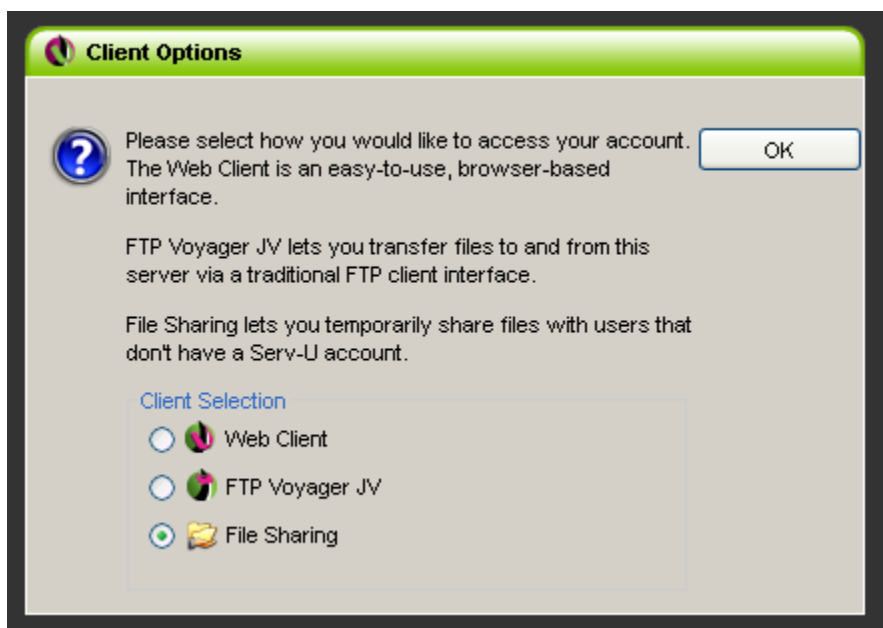 Client Options
Please select how you would like to access your account.
The Web Client is an easy-to-use, browser-based
interface.
OK
FTP Voyager JV lets you transfer files to and from this
server via a traditional FTP client interface.
File Sharing lets you temporarily share files with users that
don't have a Serv-U account.
Client Selection
Web Client
FTP Voyager JV
File Sharing